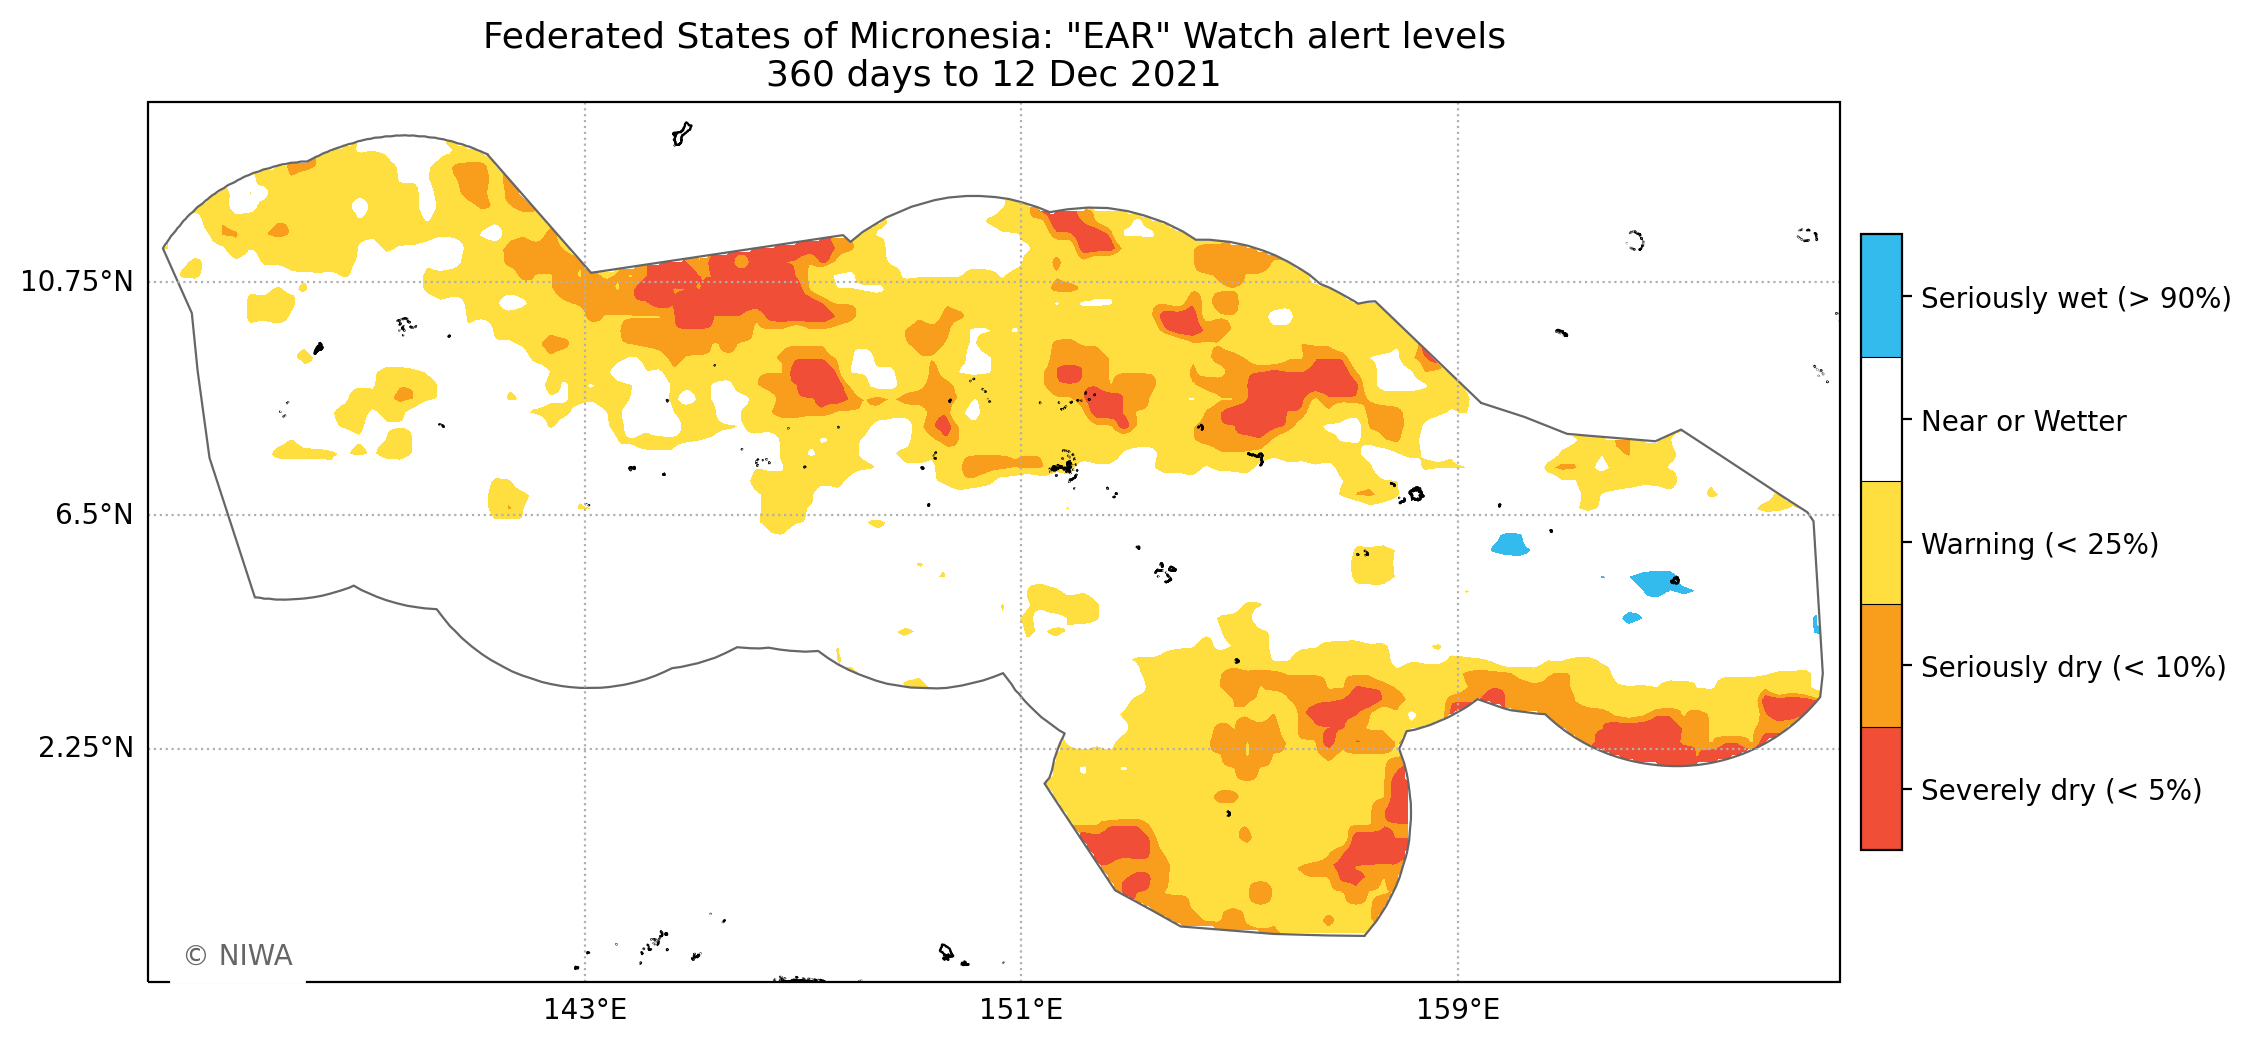 Federated States of Micronesia: "EAR" Watch alert levels
360 days to 12 Dec 2021
10.75°N
6.5°N
2.25°N
143°E
151°E
159°E
© NIWA
Seriously wet (> 90%)
Near or Wetter
Warning (< 25%)
Seriously dry (< 10%)
Severely dry (< 5%)